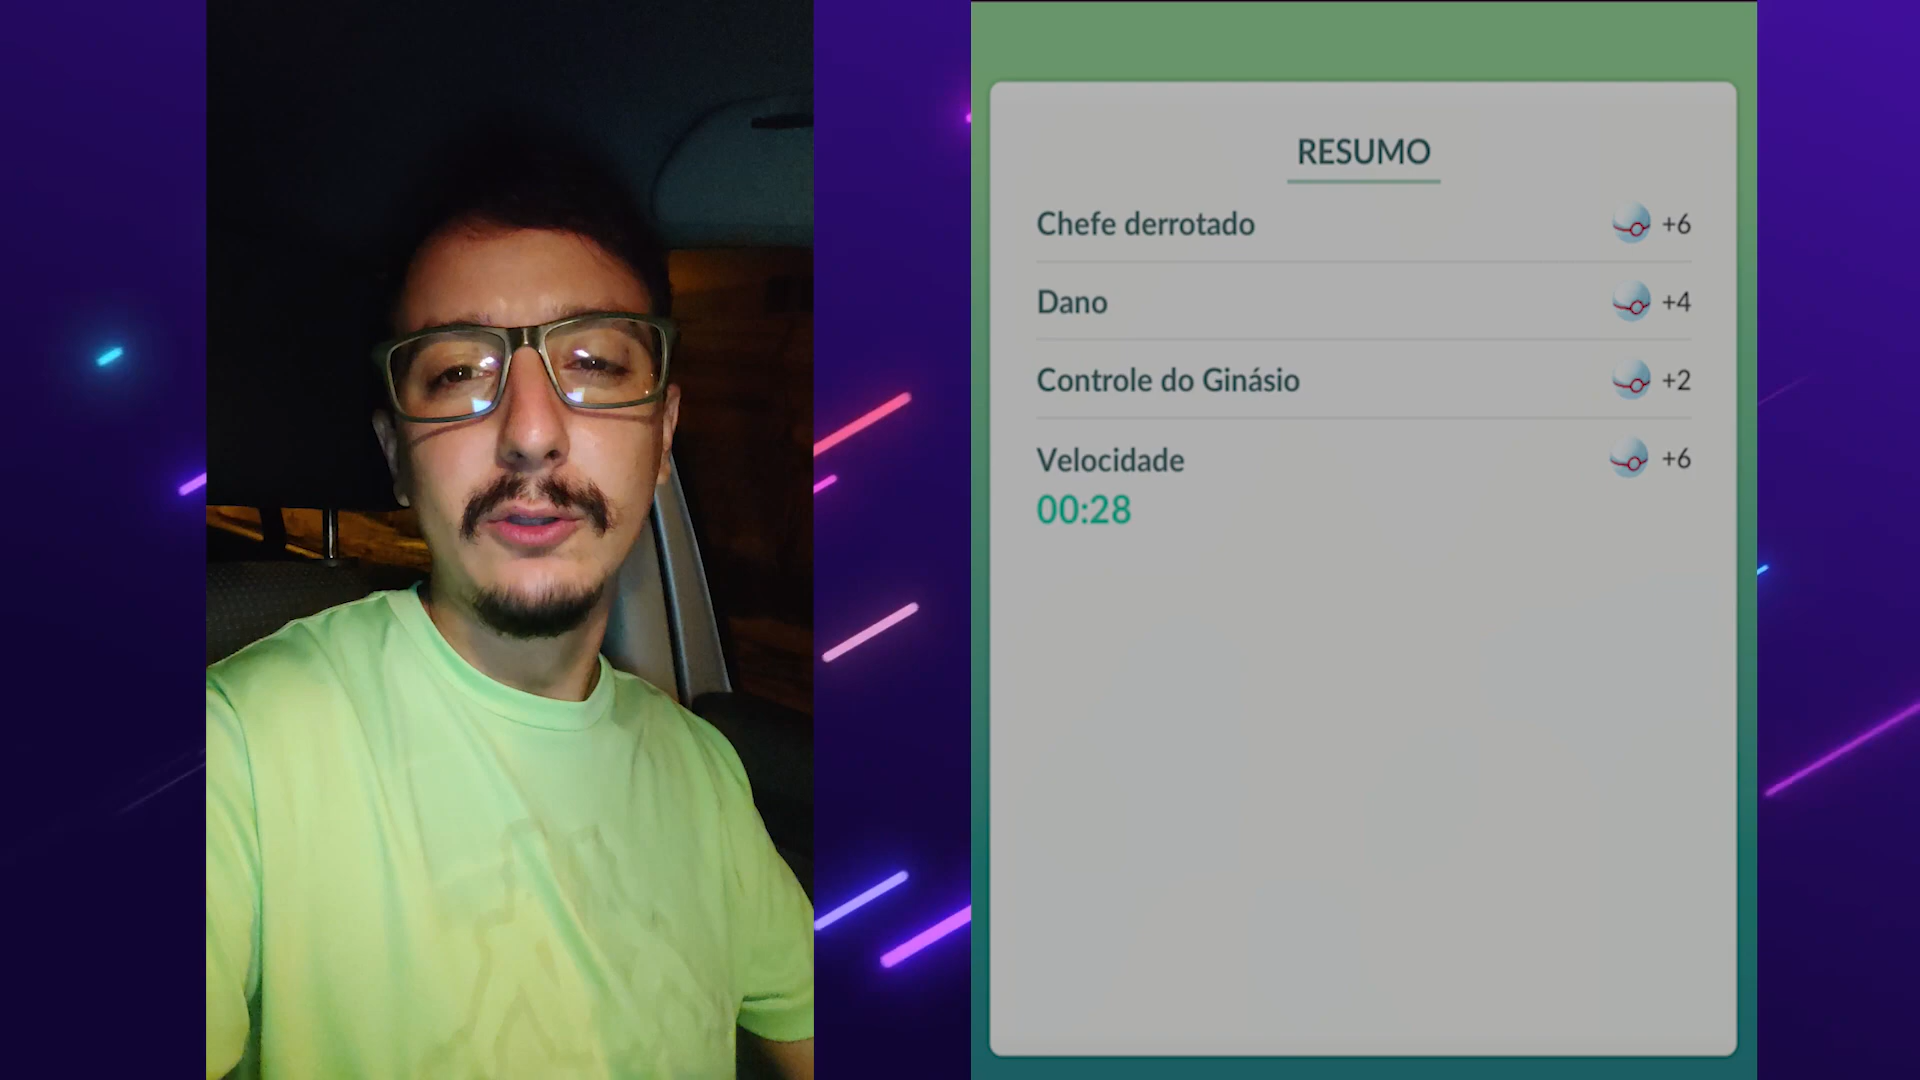 RESUMO
Chefe derrotado +6
Dano +4
Controle do Ginásio +2
Velocidade +6
00:28